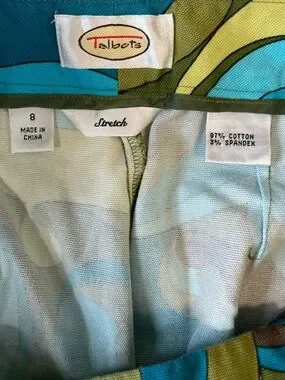 Talbots
8
MADE IN
CHINA
Stretch
97% COTTON
3% SPANDEX